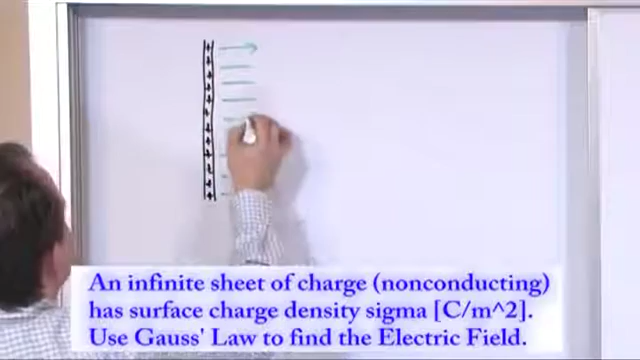 An infinite sheet of charge (nonconducting)
has surface charge density sigma [C/m^2].
Use Gauss' Law to find the Electric Field.